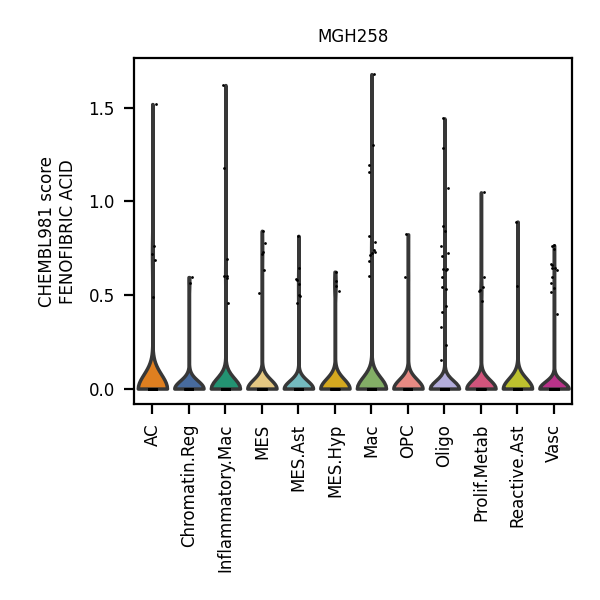 MGH258
CHEMBL981 score
FENOFIBRIC ACID
1.5
1.0
0.5
0.0
AC
Chromatin.Reg
Inflammatory.Mac
MES
MES.Ast
MES.Hyp
Mac
OPC
Oligo
Prolif.Metab
Reactive.Ast
Vasc